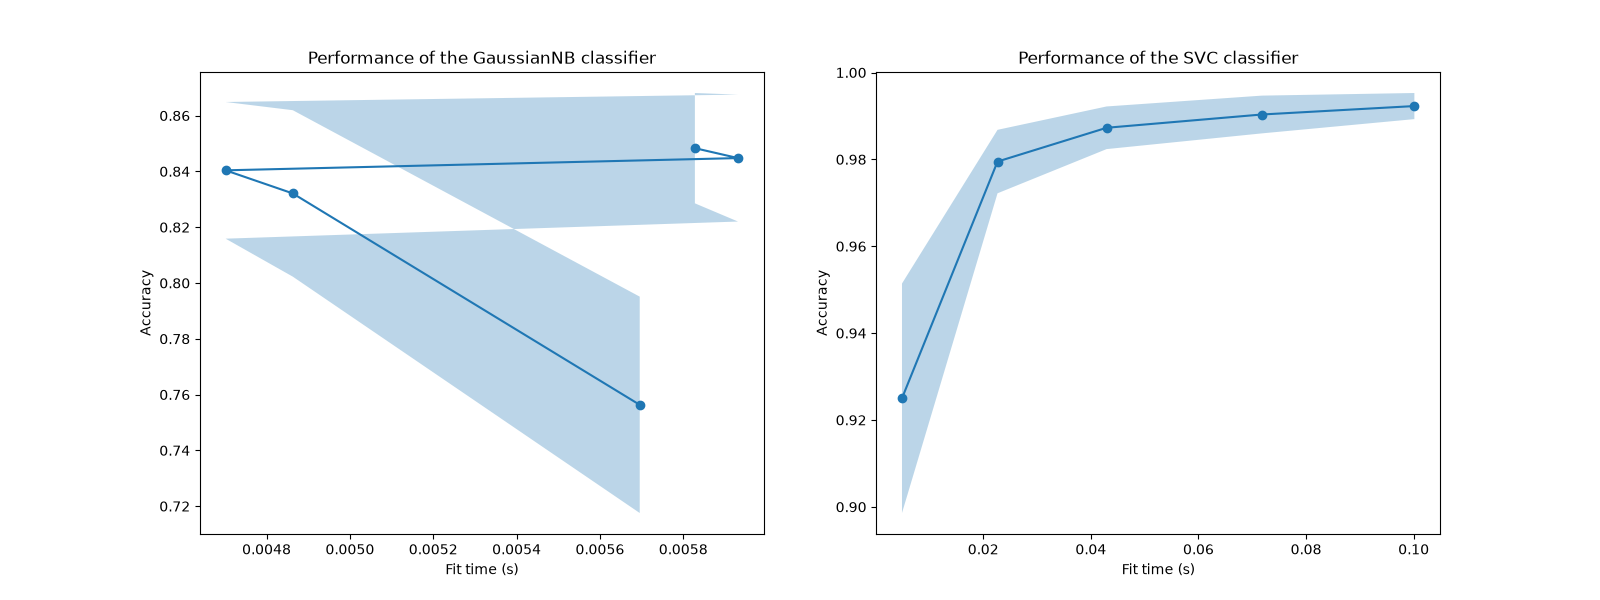 Performance of the GaussianNB classifier
Accuracy
0.86
0.84
0.82
0.80
0.78
0.76
0.74
0.72
0.0048 0.0050 0.0052 0.0054 0.0056 0.0058
Fit time (s)
Performance of the SVC classifier
Accuracy
1.00
0.98
0.96
0.94
0.92
0.90
0.02 0.04 0.06 0.08 0.10
Fit time (s)